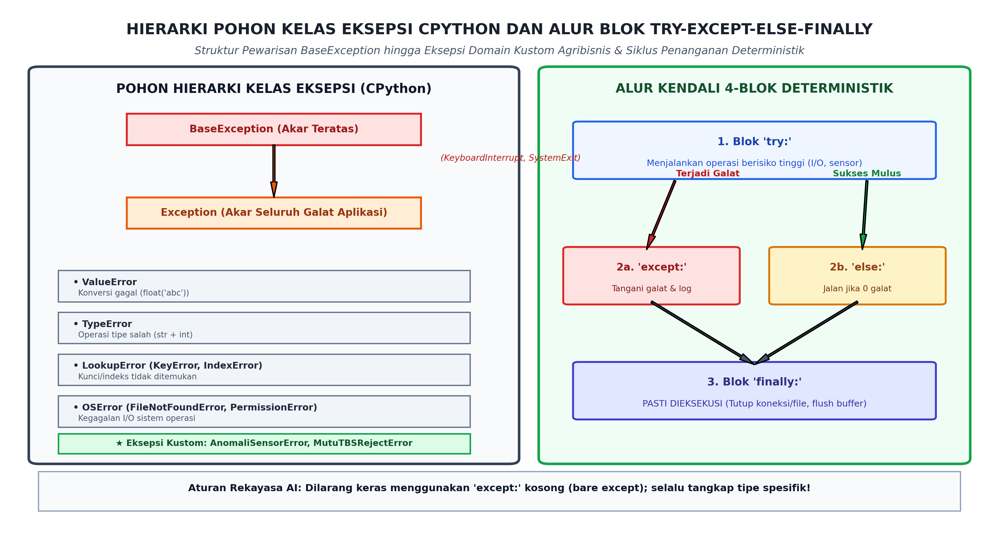 HIERARKI POHON KELAS EKSEPSI CPYTHON DAN ALUR BLOK TRY-EXCEPT-ELSE-FINALLY
Struktur Pewarisan BaseException hingga Eksepsi Domain Kustom Agribisnis & Siklus Penanganan Deterministik
POHON HIERARKI KELAS EKSEPSI (CPython)
BaseException (Akar Teratas)
(KeyboardInterrupt, SystemExit)
Exception (Akar Seluruh Galat Aplikasi)
• ValueError
Konversi gagal (float('abc'))
• TypeError
Operasi tipe salah (str + int)
• LookupError (KeyError, IndexError)
Kunci/indeks tidak ditemukan
• OSError (FileNotFoundError, PermissionError)
Kegagalan I/O sistem operasi
★ Eksepsi Kustom: AnomaliSensorError, MutuTBSRejectError
ALUR KENDALI 4-BLOK DETERMINISTIK
1. Blok 'try:'
Menjalankan operasi berisiko tinggi (I/O, sensor)
Terjadi Galat
Sukses Mulus
2a. 'except:'
Tangani galat & log
2b. 'else:'
Jalan jika 0 galat
3. Blok 'finally:'
PASTI DIEKSEKUSI (Tutup koneksi/file, flush buffer)
Aturan Rekayasa AI: Dilarang keras menggunakan 'except:' kosong (bare except); selalu tangkap tipe spesifik!